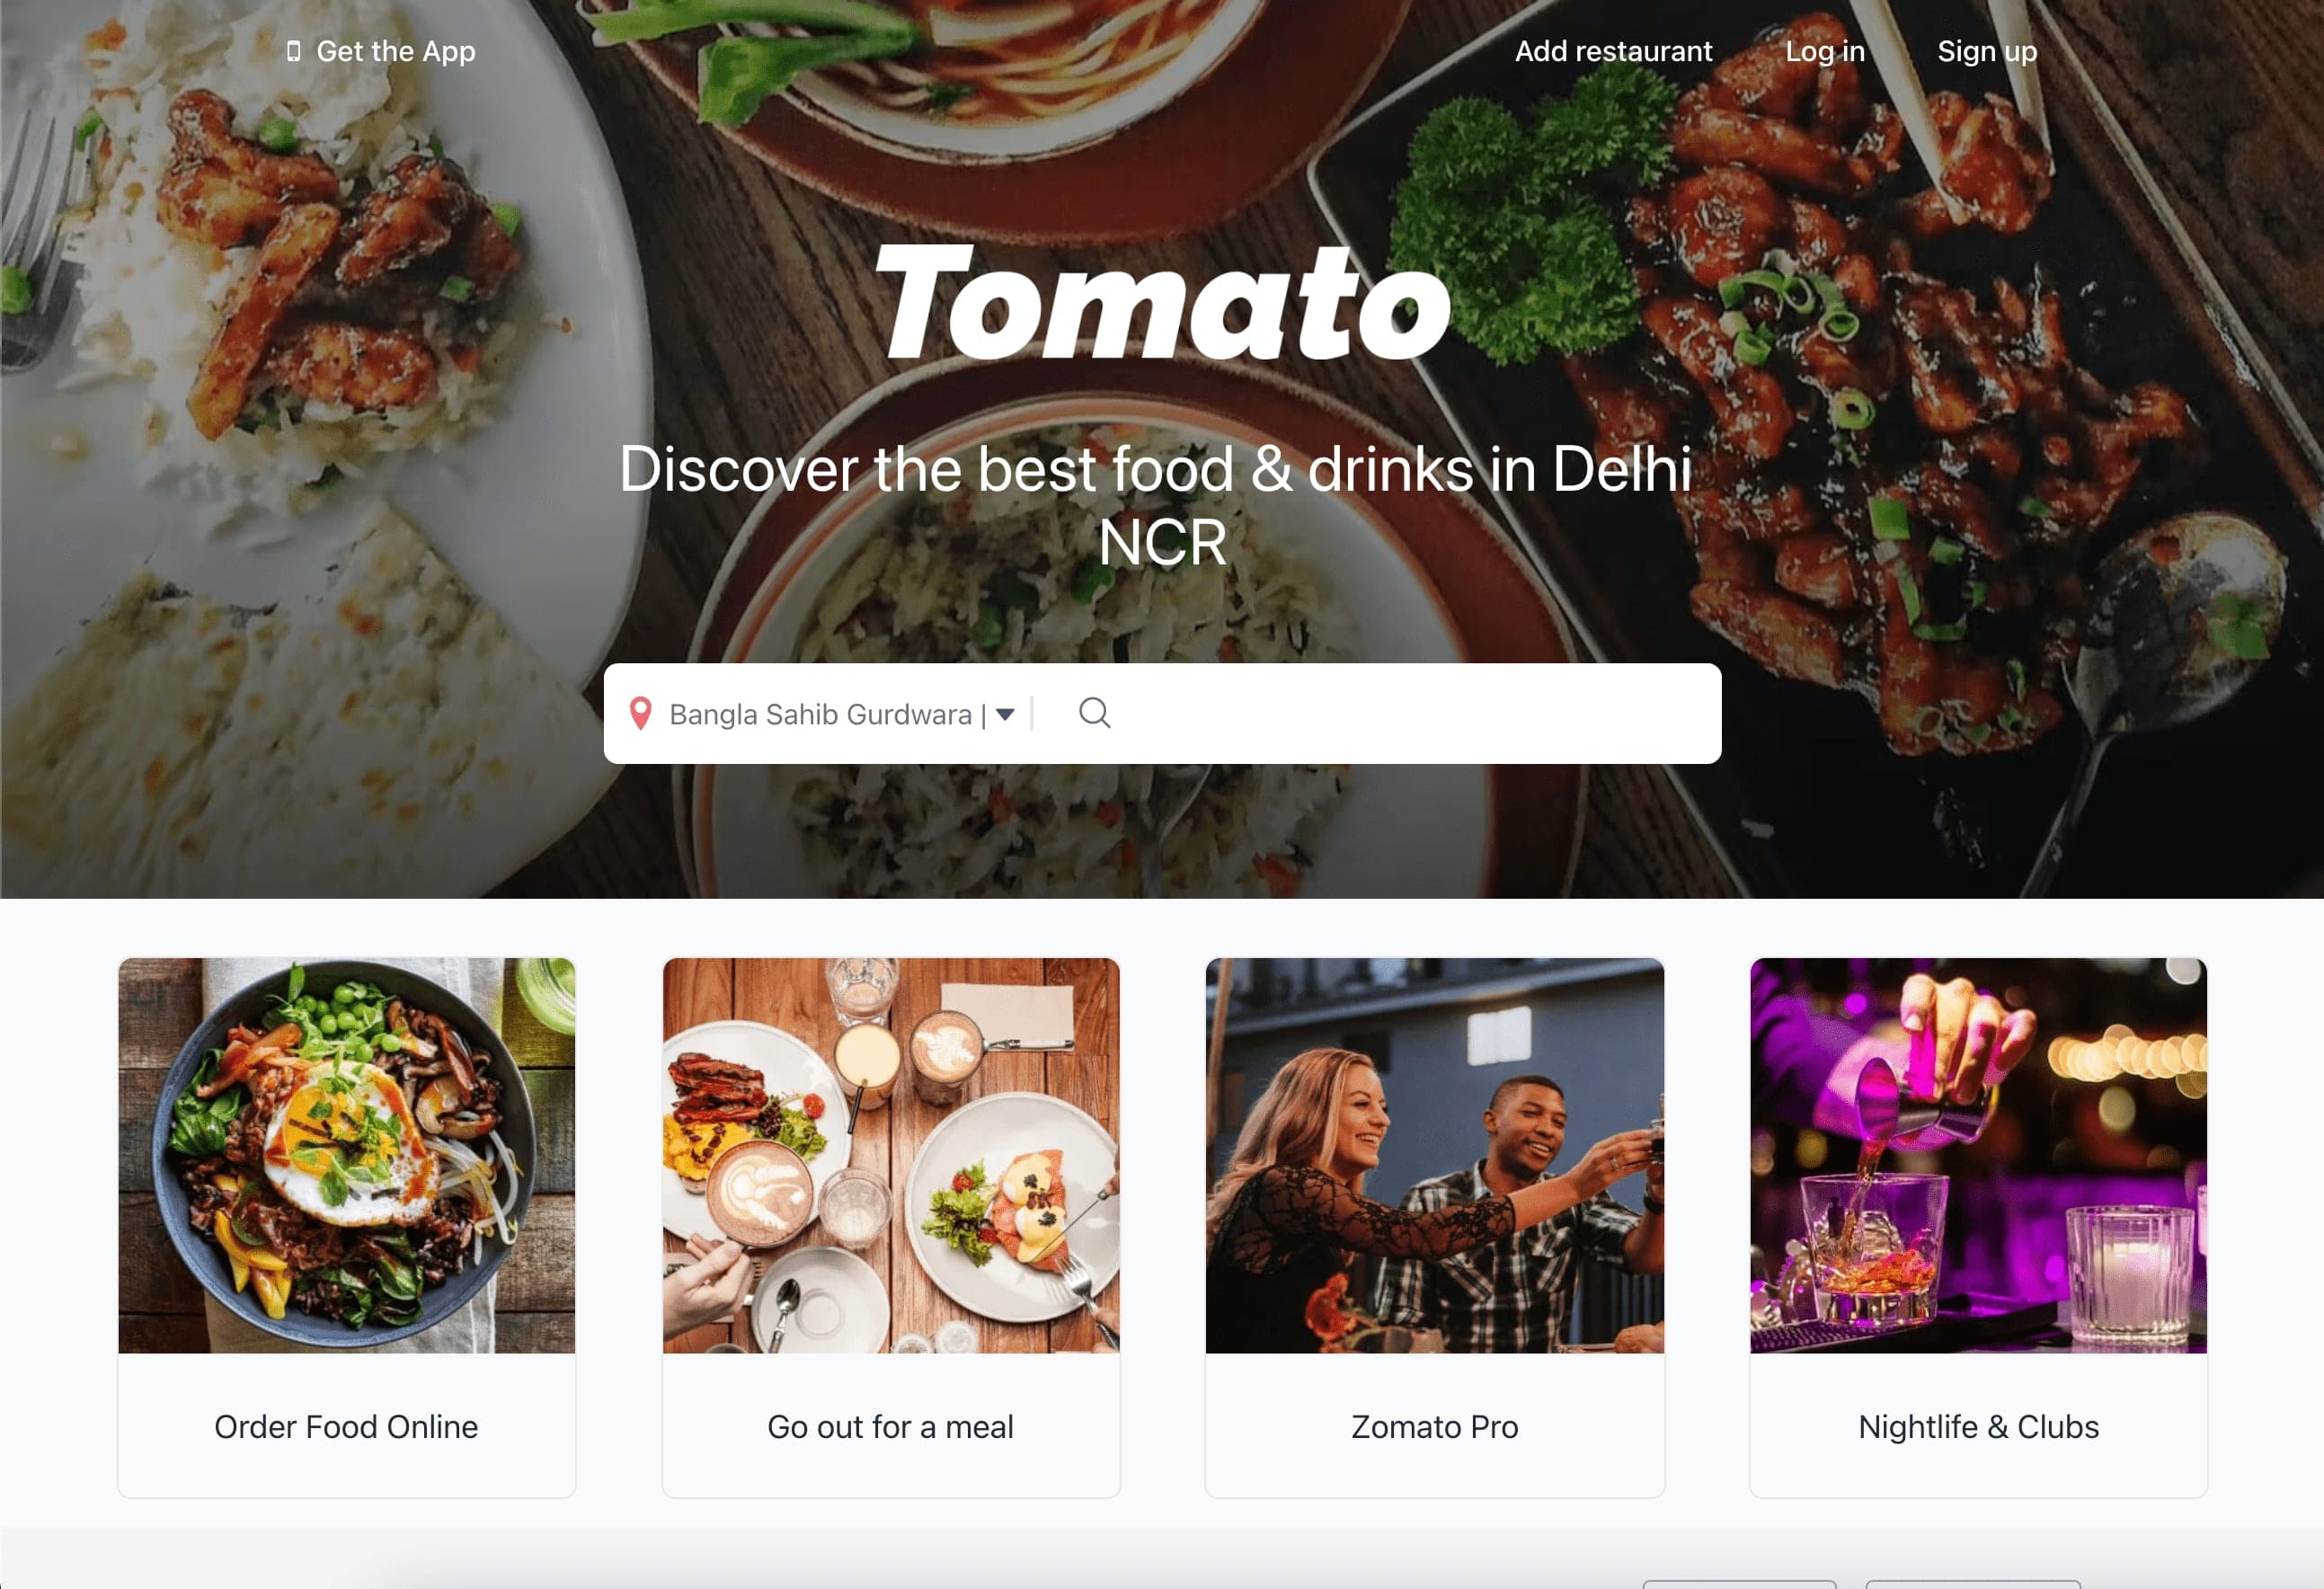 Get the App
Add restaurant
Log in
Sign up
Tomato
Discover the best food & drinks in Delhi
NCR
Bangla Sahib Gurdwara |
Order Food Online
Go out for a meal
Zomato Pro
Nightlife & Clubs